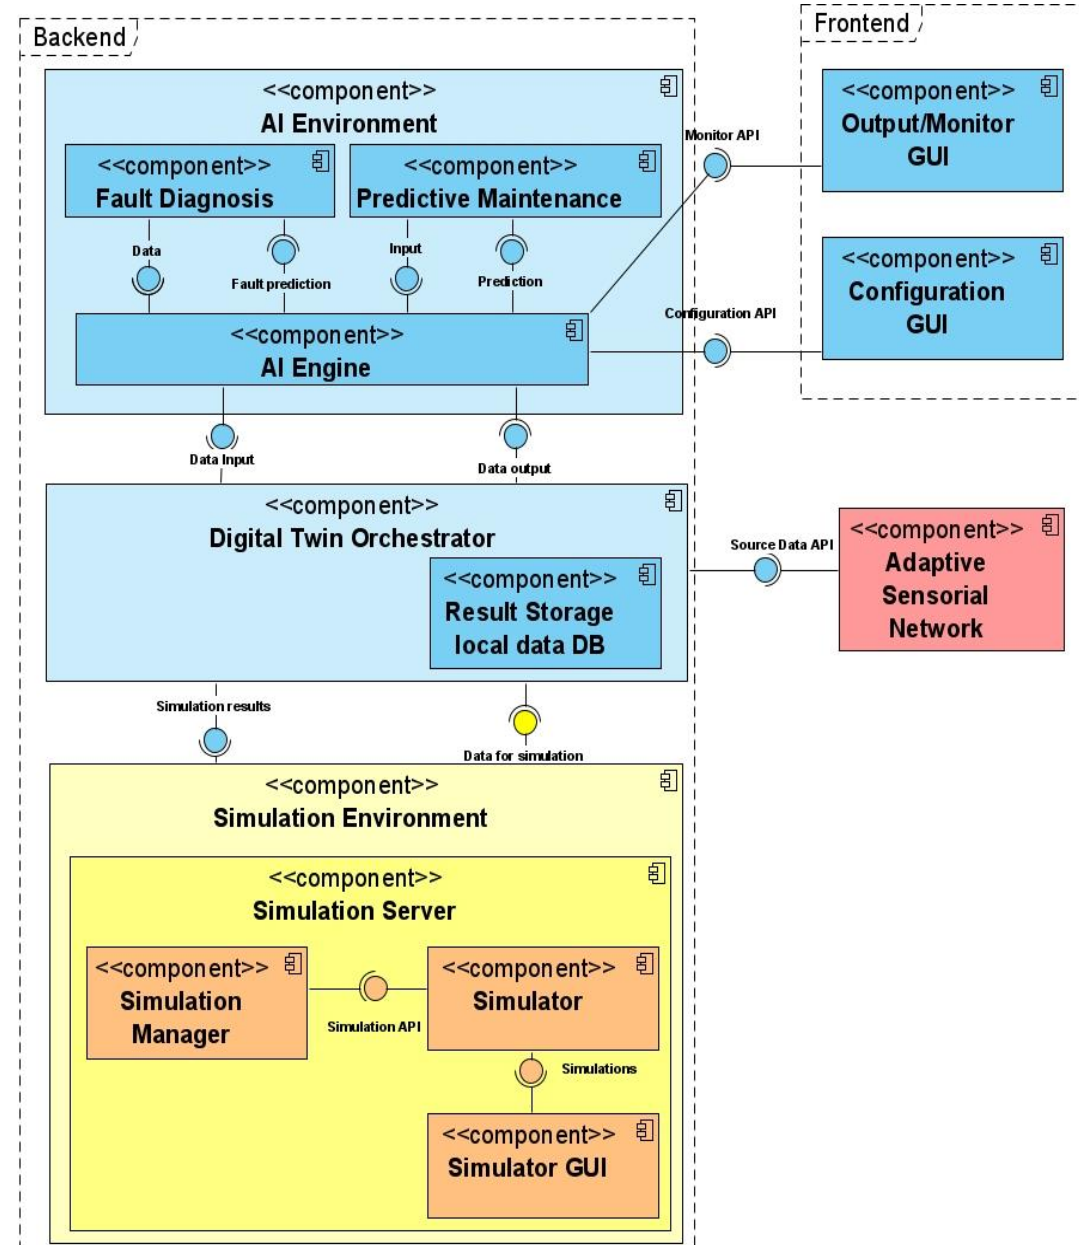 Backend
Frontend
<<component>>
AI Environment
<<component>>
Fault Diagnosis
<<component>>
Predictive Maintenance
Data
Fault prediction
Input
Prediction
<<component>>
AI Engine
Monitor API
<<component>>
Output/Monitor
GUI
Configuration API
<<component>>
Configuration
GUI
Data Input
Data output
<<component>>
Digital Twin Orchestrator
<<component>>
Result Storage
local data DB
Source Data API
<<component>>
Adaptive
Sensorial
Network
Simulation results
Data for simulation
<<component>>
Simulation Environment
<<component>>
Simulation Server
<<component>>
Simulation
Manager
Simulation API
<<component>>
Simulator
Simulations
<<component>>
Simulator GUI